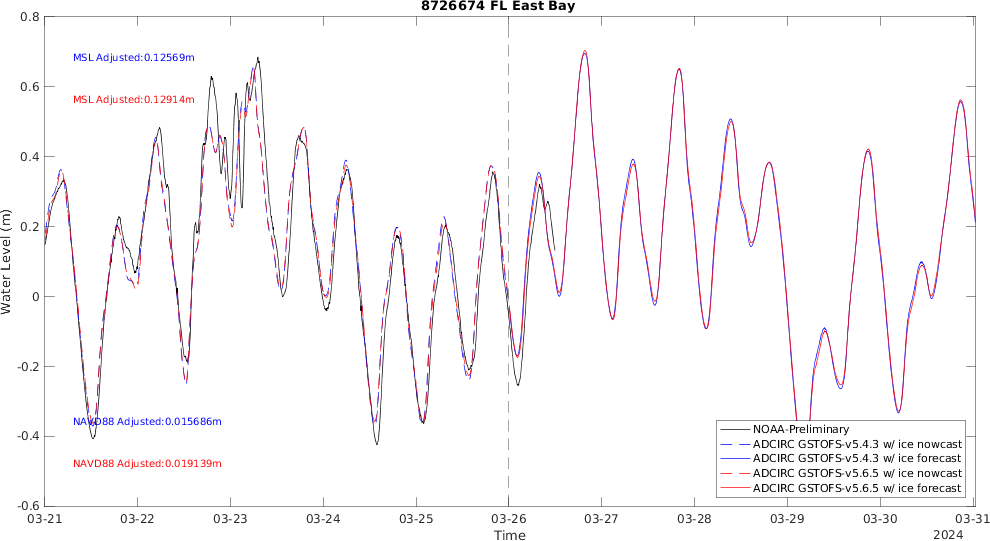 8726674 FL East Bay
0.8
0.6
0.4
0.2
0
-0.2
-0.4
-0.6
Water Level (m)
MSL Adjusted:0.12569m
MSL Adjusted:0.12914m
NAVD88 Adjusted:0.015686m
NAVD88 Adjusted:0.019139m
NOAA-Preliminary
ADCIRC GSTOFS-v5.4.3 w/ ice nowcast
ADCIRC GSTOFS-v5.4.3 w/ ice forecast
ADCIRC GSTOFS-v5.6.5 w/ ice nowcast
ADCIRC GSTOFS-v5.6.5 w/ ice forecast
03-21 03-22 03-23 03-24 03-25 03-26 03-27 03-28 03-29 03-30 03-31
Time
2024